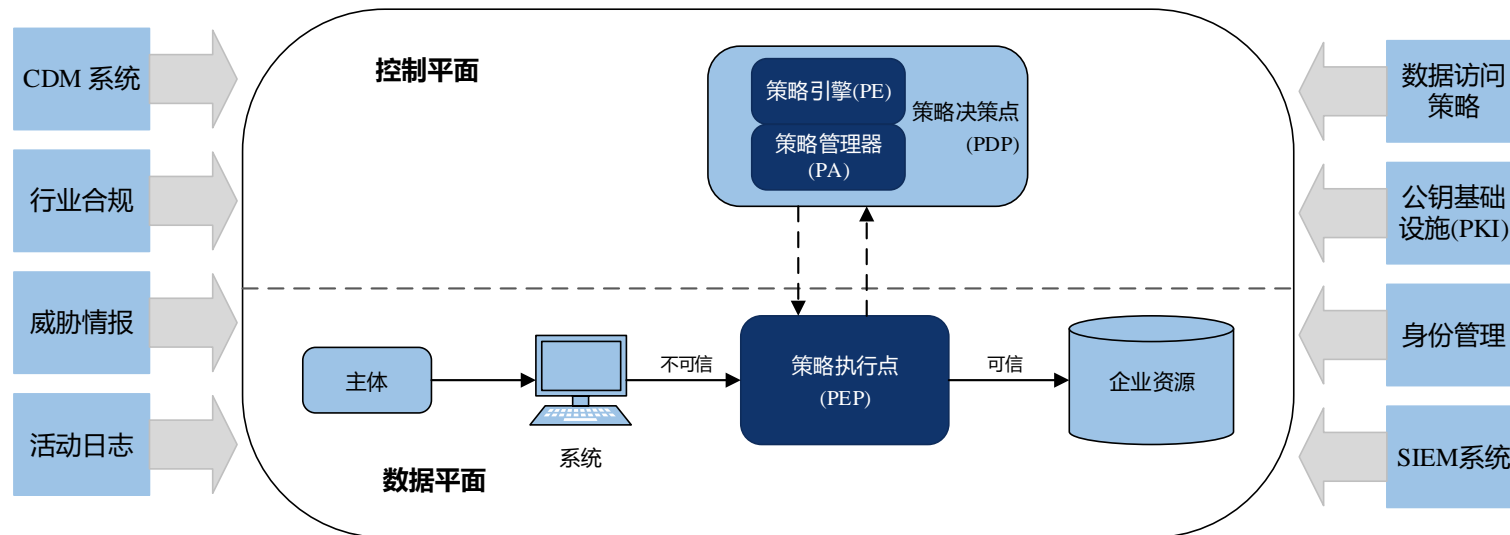 CDM 系统
行业合规
威胁情报
活动日志
控制平面
策略引擎(PE)
策略管理器
(PA)
策略决策点
(PDP)
主体
系统
不可信
策略执行点
(PEP)
可信
企业资源
数据平面
数据访问
策略
公钥基础
设施(PKI)
身份管理
SIEM系统